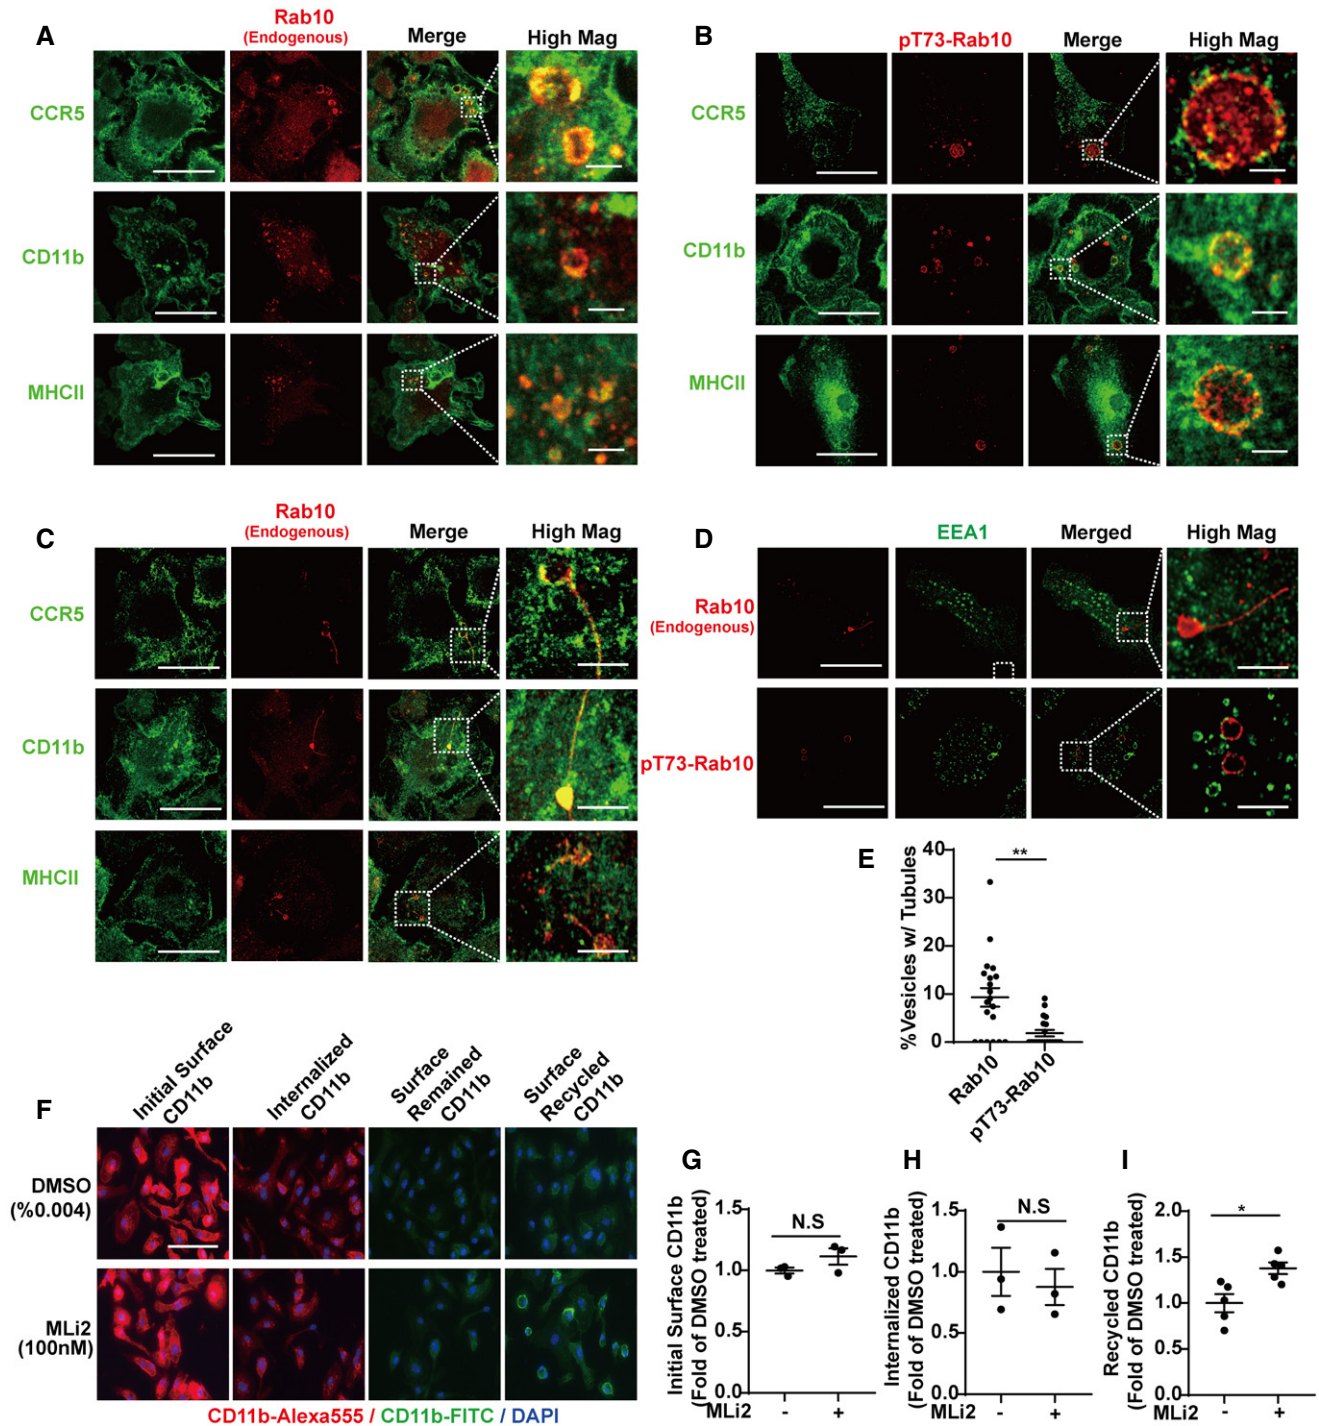 A
Rab10
(Endogenous)
Merge
High Mag
CCR5
CD11b
MHCII
B
pT73-Rab10
Merge
High Mag
CCR5
CD11b
MHCII
C
Rab10
(Endogenous)
Merge
High Mag
CCR5
CD11b
MHCII
D
EEA1
Merged
High Mag
Rab10
(Endogenous)
pT73-Rab10
E
% Vesicles w/ Tubules
40
30
20
10
0
**
Rab10
pT73-Rab10
F
Initial Surface
CD11b
Internalized
CD11b
Surface
Remained
CD11b
Surface
Recycled
CD11b
DMSO
(%0.004)
MLi2
(100nM)
CD11b-Alexa555 / CD11b-FITC / DAPI
G
Initial Surface CD11b
(Fold of DMSO treated)
1.5
1.0
0.5
0.0
N.S
MLi2 - +
H
Internalized CD11b
(Fold of DMSO treated)
1.5
1.0
0.5
0.0
N.S
MLi2 - +
I
Recycled CD11b
(Fold of DMSO treated)
2.0
1.5
1.0
0.5
0.0
*
MLi2 - +